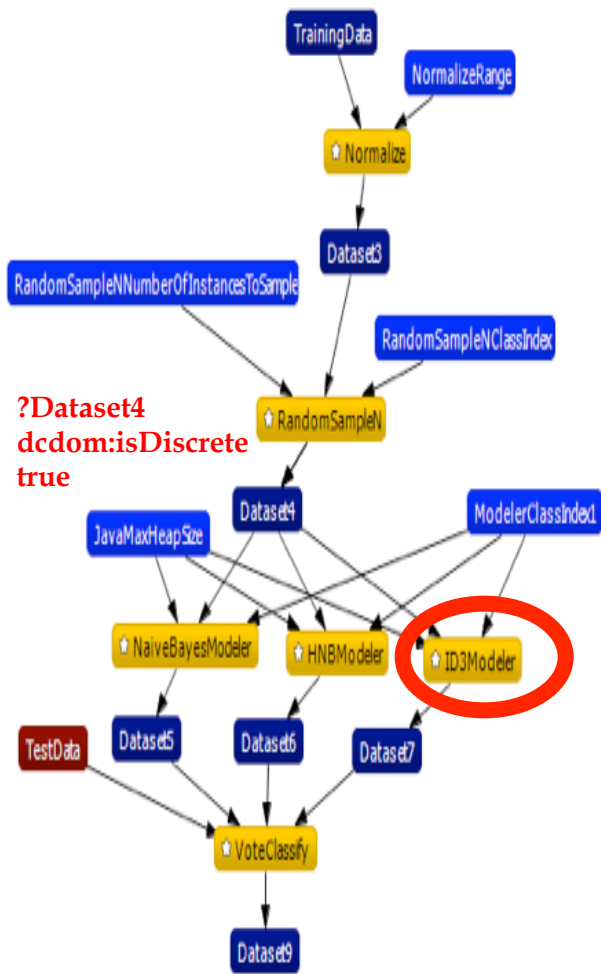 TrainingData
NormalizeRange
Normalize
Dataset3
RandomSampleNNumberOfInstancesToSample
RandomSampleNClassIndex
?Dataset4
dcdom:isDiscrete
true
RandomSampleN
Dataset4
ModelerClassIndex1
JavaMaxHeapSize
NaiveBayesModeler
HNBModeler
ID3Modeler
TestData
Dataset5
Dataset6
Dataset7
VoteClassify
Dataset9